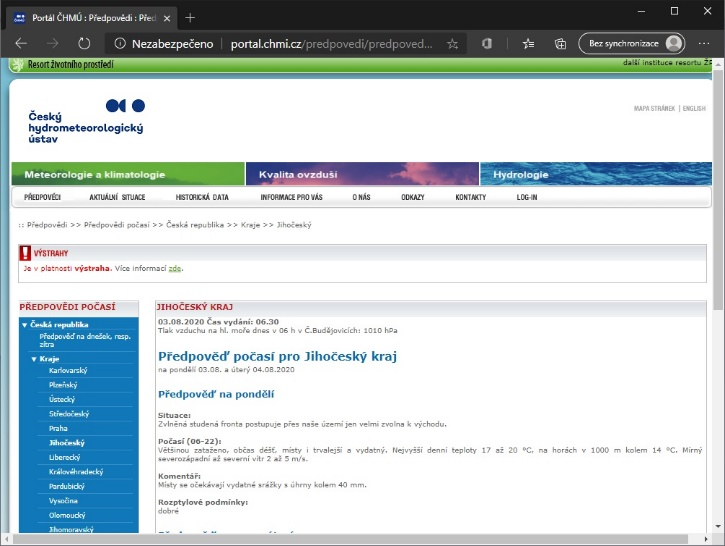 Portál ČHMÚ : Předpovědi : Před
Nezabezpečeno | portal.chmi.cz/predpovedi/predpoved...
Bez synchronizace
Resort životního prostředí
další instituce resortu ŽP
Český
hydrometeorologický
ústav
MAPA STRÁNEK | ENGLISH
Meteorologie a klimatologie
Kvalita ovzduší
Hydrologie
PŘEDPOVĚDI
AKTUÁLNÍ SITUACE
HISTORICKÁ DATA
INFORMACE PRO VÁS
O NÁS
ODKAZY
KONTAKTY
LOG-IN
:: Předpovědi >> Předpovědi počasí >> Česká republika >> Kraje >> Jihočeský
VÝSTRAHY
Je v platnosti výstraha. Více informací zde.
PŘEDPOVĚDI POČASÍ
Česká republika
Předpověď na dnešek, resp.
zítra
Kraje
Karlovarský
Plzeňský
Ústecký
Středočeský
Praha
Jihočeský
Liberecký
Královéhradecký
Pardubický
Vysočina
Olomoucký
Jihomoravský
JIHOČESKÝ KRAJ
03.08.2020 Čas vydání: 06.30
Tlak vzduchu na hl. moře dnes v 06 h v Č.Budějovicích: 1010 hPa
Předpověď počasí pro Jihočeský kraj
na pondělí 03.08. a úterý 04.08.2020
Předpověď na pondělí
Situace:
Zvlněná studená fronta postupuje přes naše území jen velmi zvolna k východu.
Počasí (06-22):
Většinou zataženo, občas déšť, místy i trvalejší a vydatný. Nejvyšší denní teploty 17 až 20 °C, na horách v 1000 m kolem 14 °C. Mírný
severozápadní až severní vítr 2 až 5 m/s.
Komentář:
Místy se očekávají vydatné srážky s úhrny kolem 40 mm.
Rozptylové podmínky:
dobré